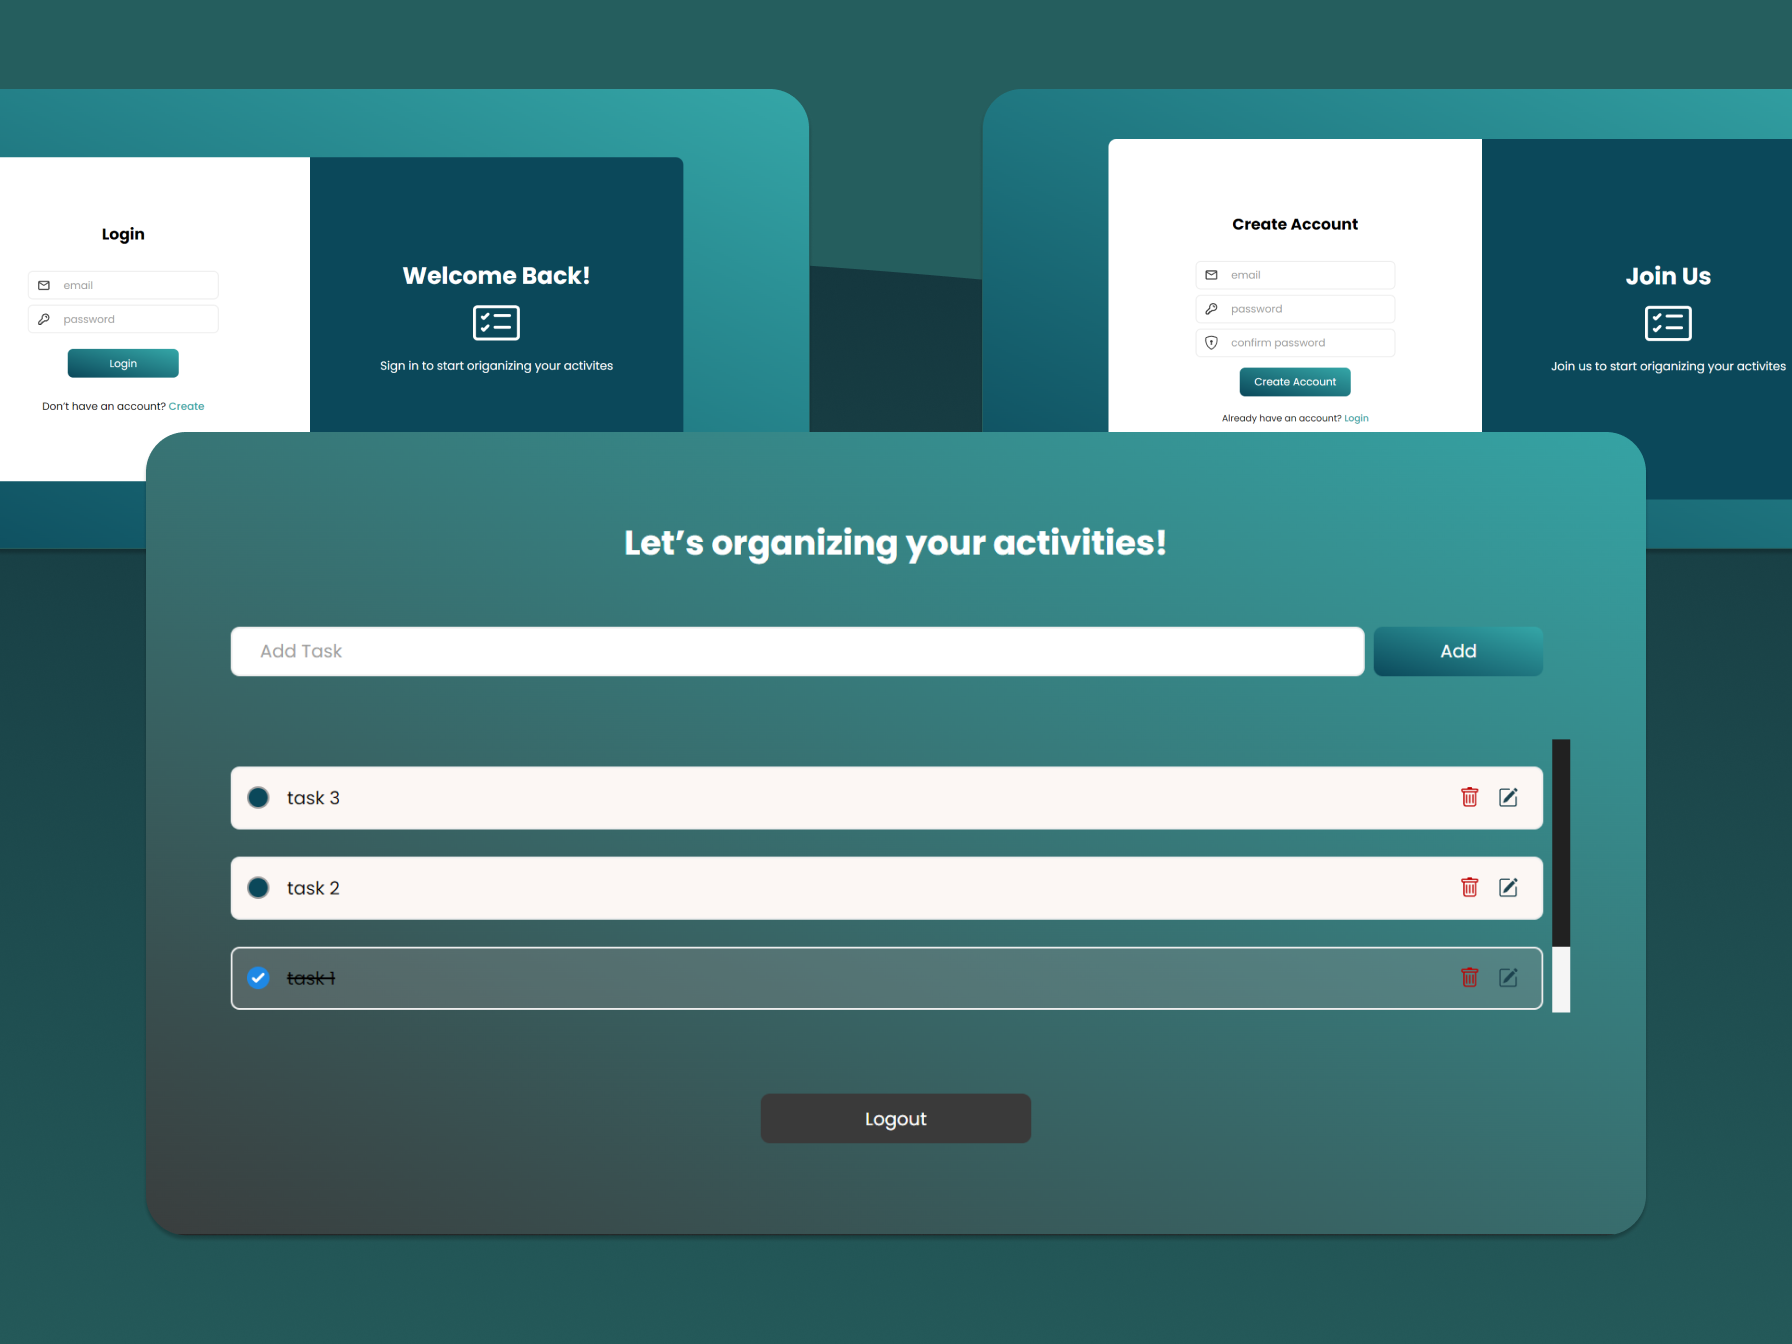 Login
email
password
Login
Don't have an account? Create
Welcome Back!
Sign in to start origanizing your activites
Create Account
email
password
confirm password
Create Account
Already have an account? Login
Join Us
Join us to start origanizing your activites
Let’s organizing your activities!
Add Task
Add
task 3
task 2
task 1
Logout